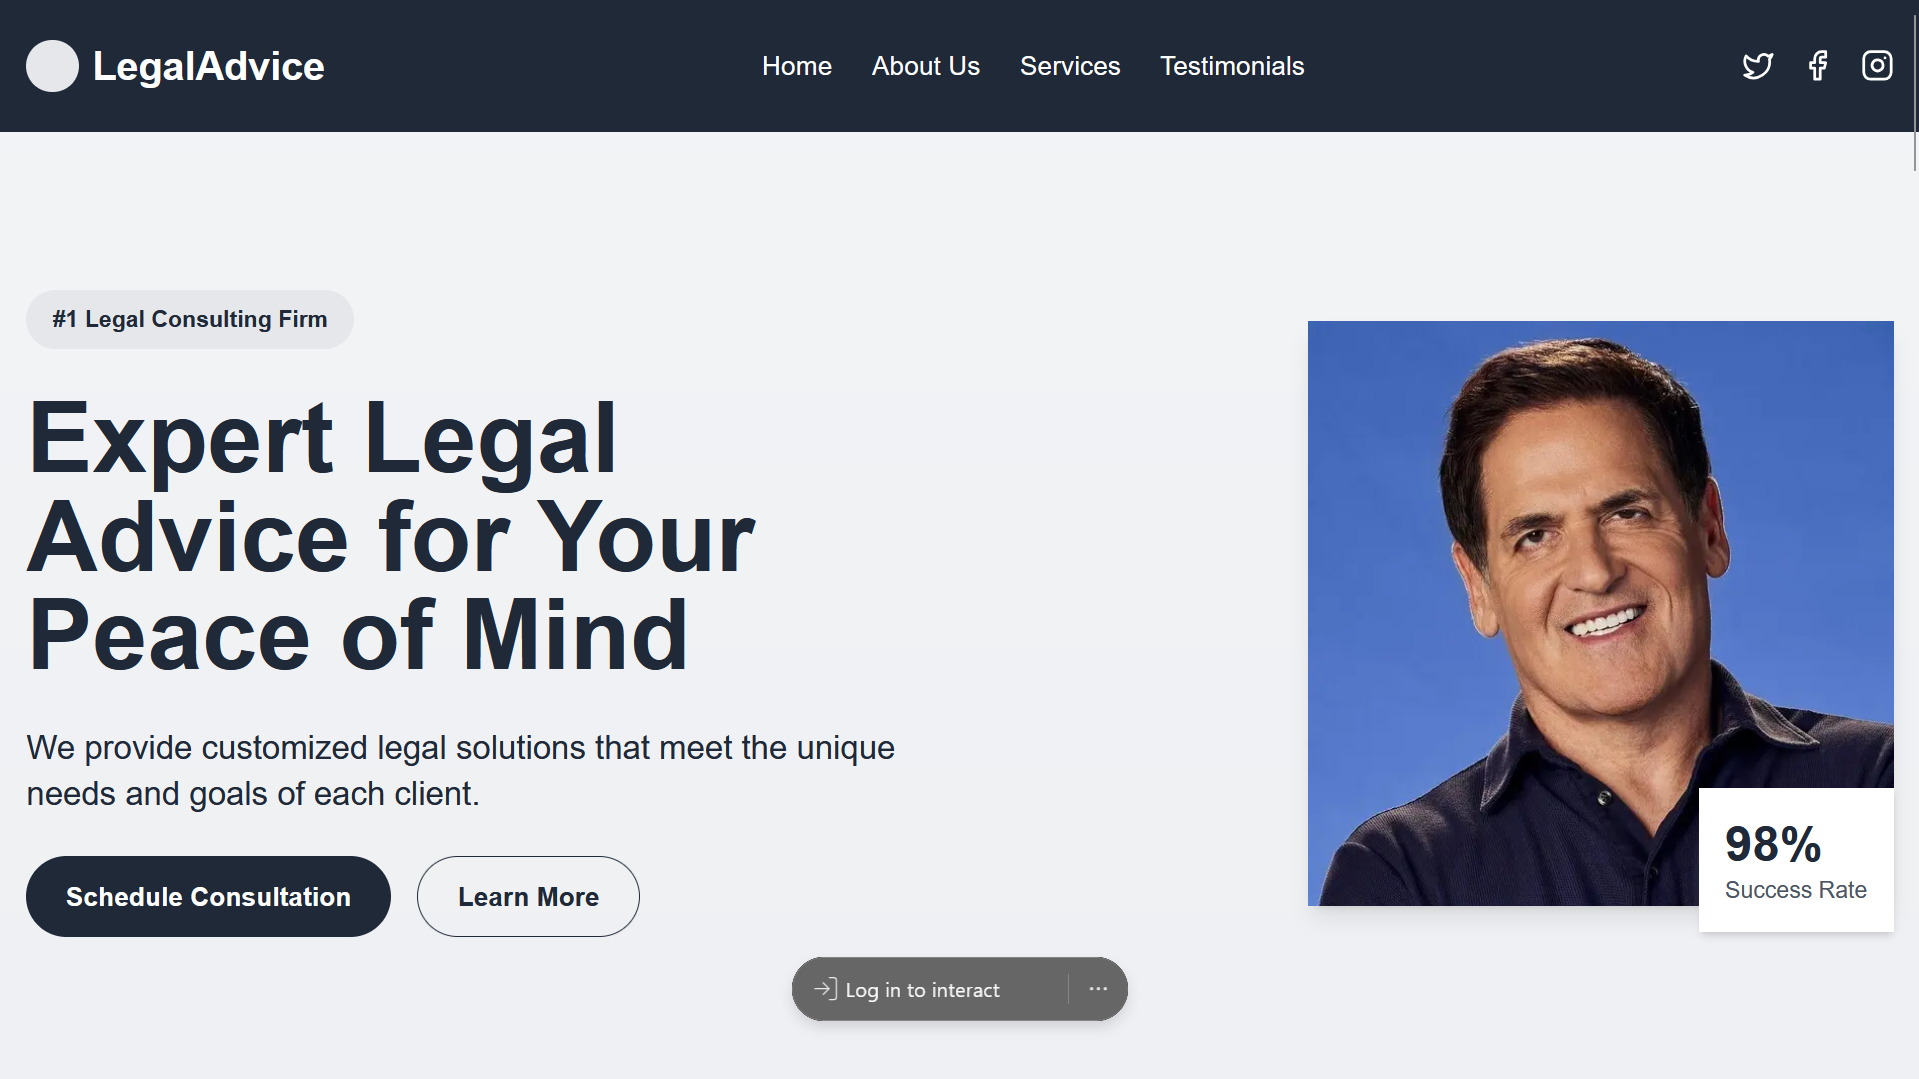 LegalAdvice
Home About Us Services Testimonials
#1 Legal Consulting Firm
Expert Legal
Advice for Your
Peace of Mind
We provide customized legal solutions that meet the unique
needs and goals of each client.
Schedule Consultation
Learn More
98%
Success Rate
Log in to interact